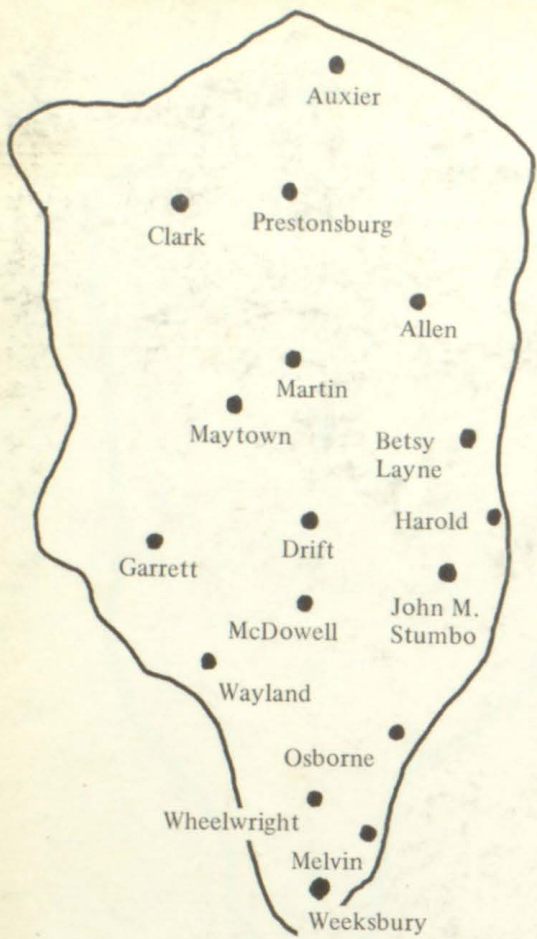 Auxier
Prestonsburg
Clark
Allen
Martin
Maytown
Betsy
Layne
Harold
Drift
Garrett
John M.
Stumbo
McDowell
Wayland
Osborne
Wheelwright
Melvin
Weeksbury